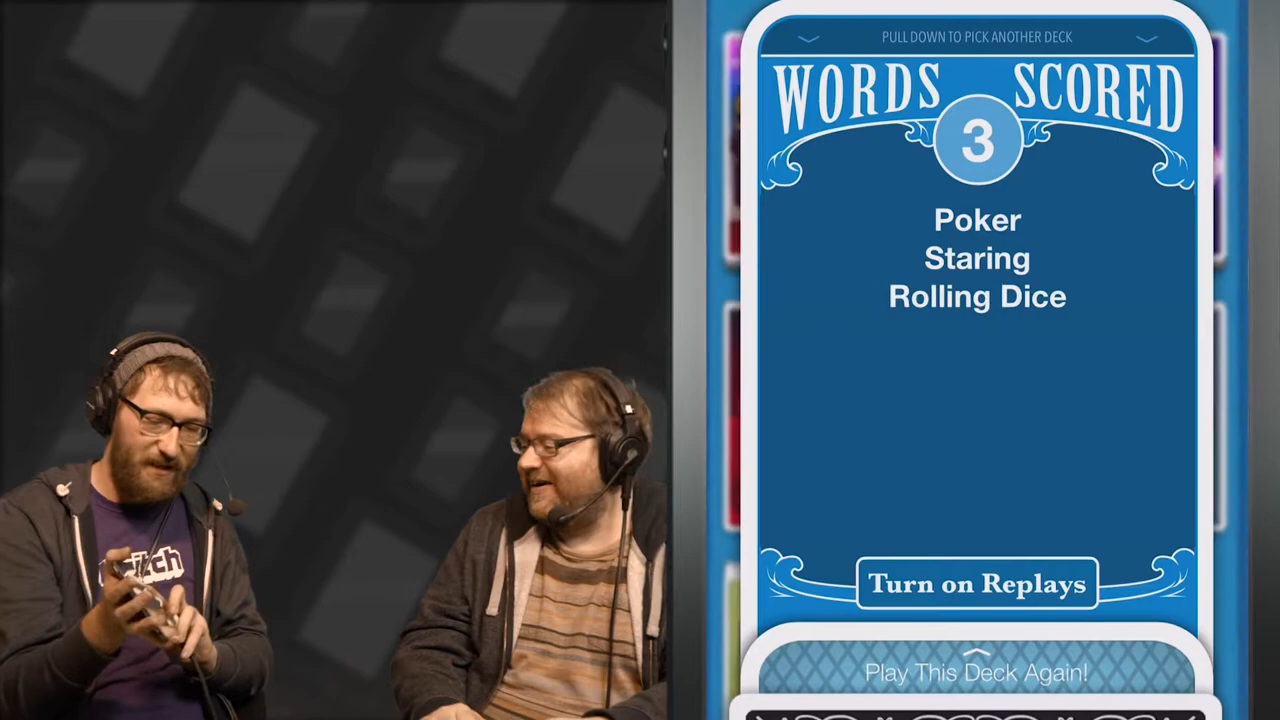 PULL DOWN TO PICK ANOTHER DECK
WORDS SCORED
3
Poker
Staring
Rolling Dice
Turn on Replays
Play This Deck Again!
twitch